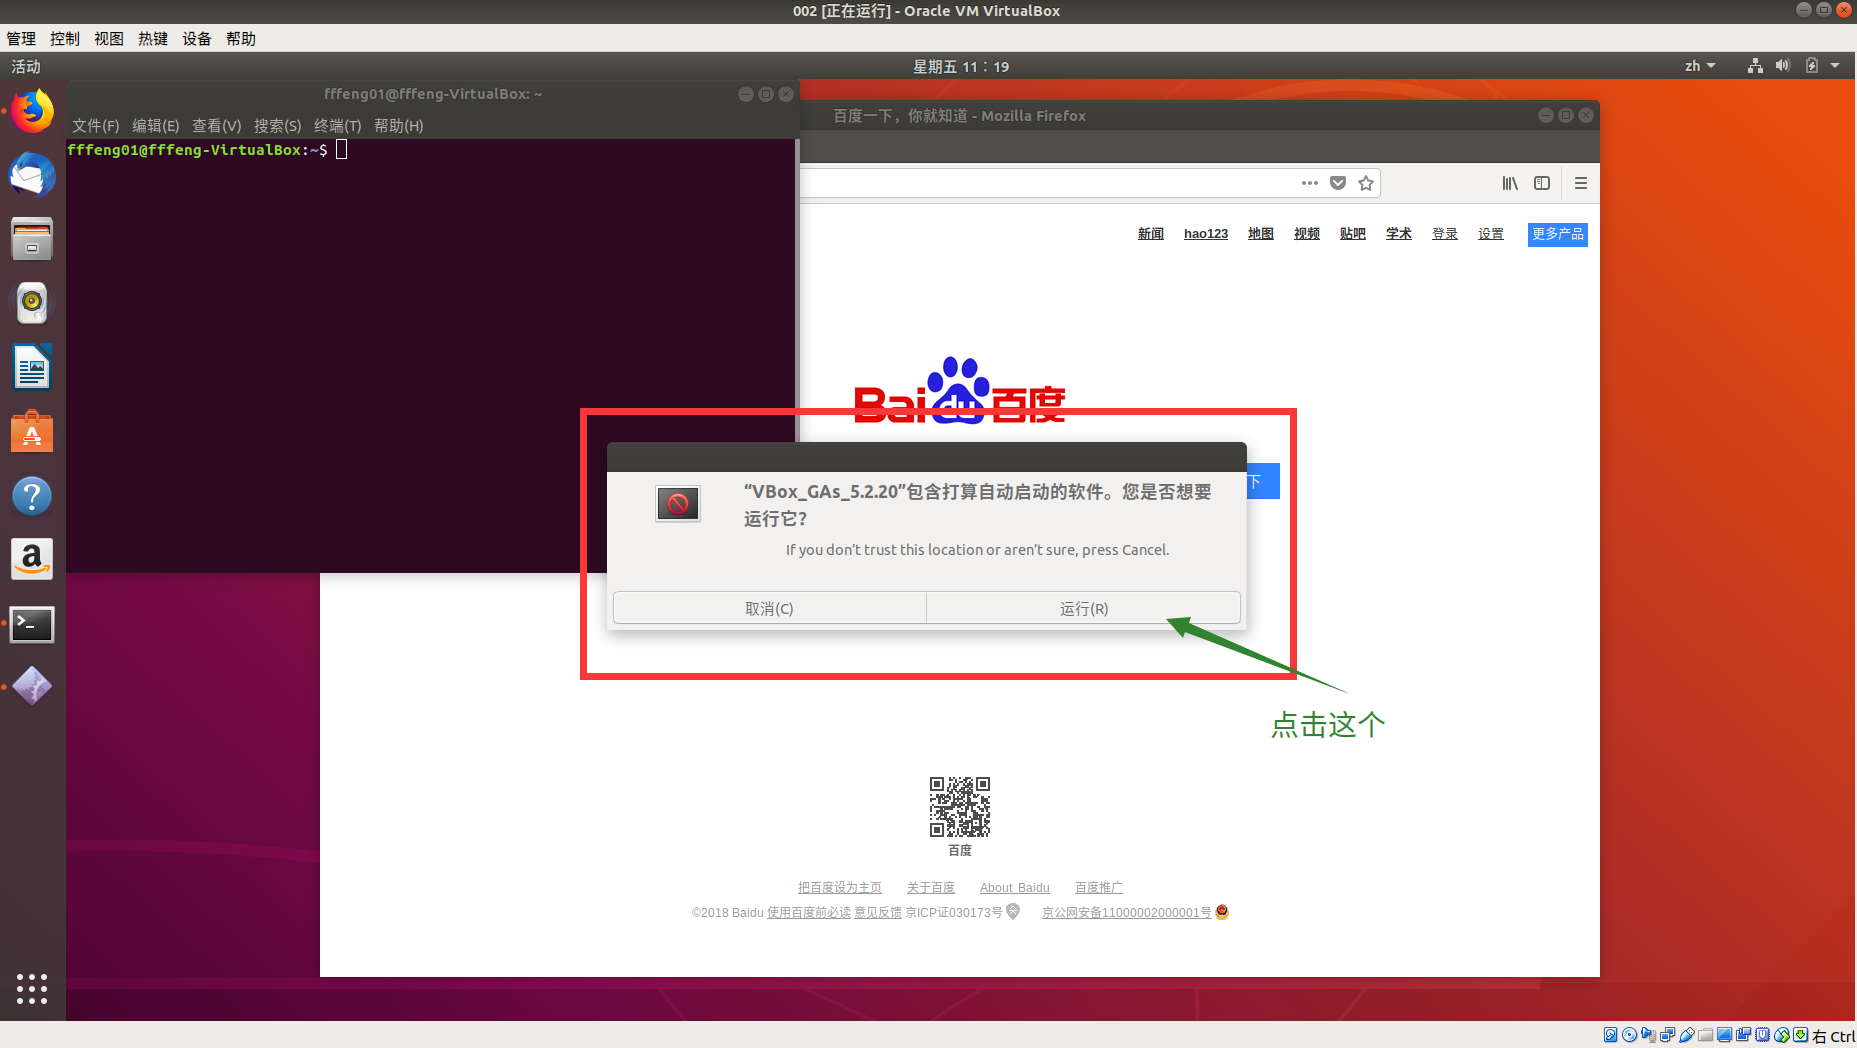 002 [正在运行] - Oracle VM VirtualBox
管理 控制 视图 热键 设备 帮助
活动 星期五 11：19 zh
fffeng01@fffeng-VirtualBox: ~
文件(F) 编辑(E) 查看(V) 搜索(S) 终端(T) 帮助(H)
fffeng01@fffeng-VirtualBox:~$
百度一下，你就知道 - Mozilla Firefox
新闻 hao123 地图 视频 贴吧 学术 登录 设置 更多产品
Bai du 百度
下
“VBox_GAs_5.2.20”包含打算自动启动的软件。您是否想要
运行它？
If you don’t trust this location or aren’t sure, press Cancel.
取消(C) 运行(R)
点击这个
百度
把百度设为主页 关于百度 About Baidu 百度推广
©2018 Baidu 使用百度前必读 意见反馈 京ICP证030173号 京公网安备11000002000001号
右 Ctrl